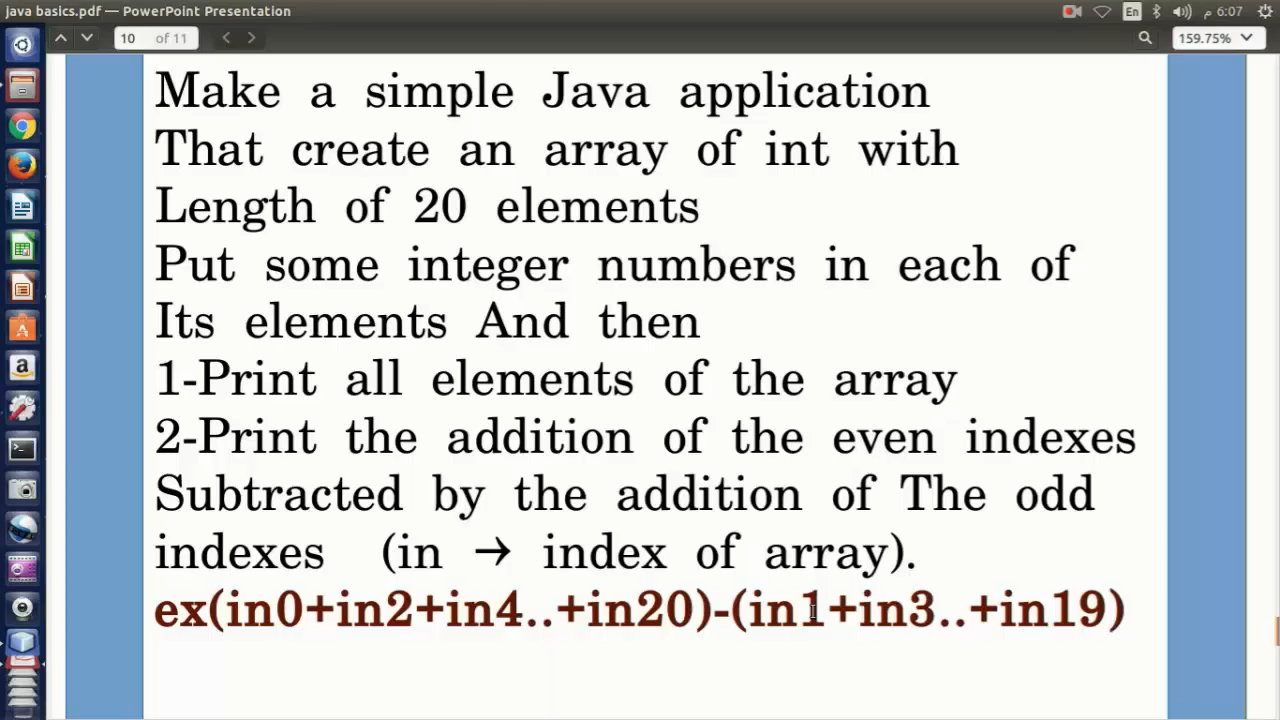 java basics.pdf — PowerPoint Presentation
En
م 6:07
10 of 11
159.75%
Make a simple Java application
That create an array of int with
Length of 20 elements
Put some integer numbers in each of
Its elements And then
1-Print all elements of the array
2-Print the addition of the even indexes
Subtracted by the addition of The odd
indexes (in → index of array).
ex(in0+in2+in4..+in20)-(in1+in3..+in19)